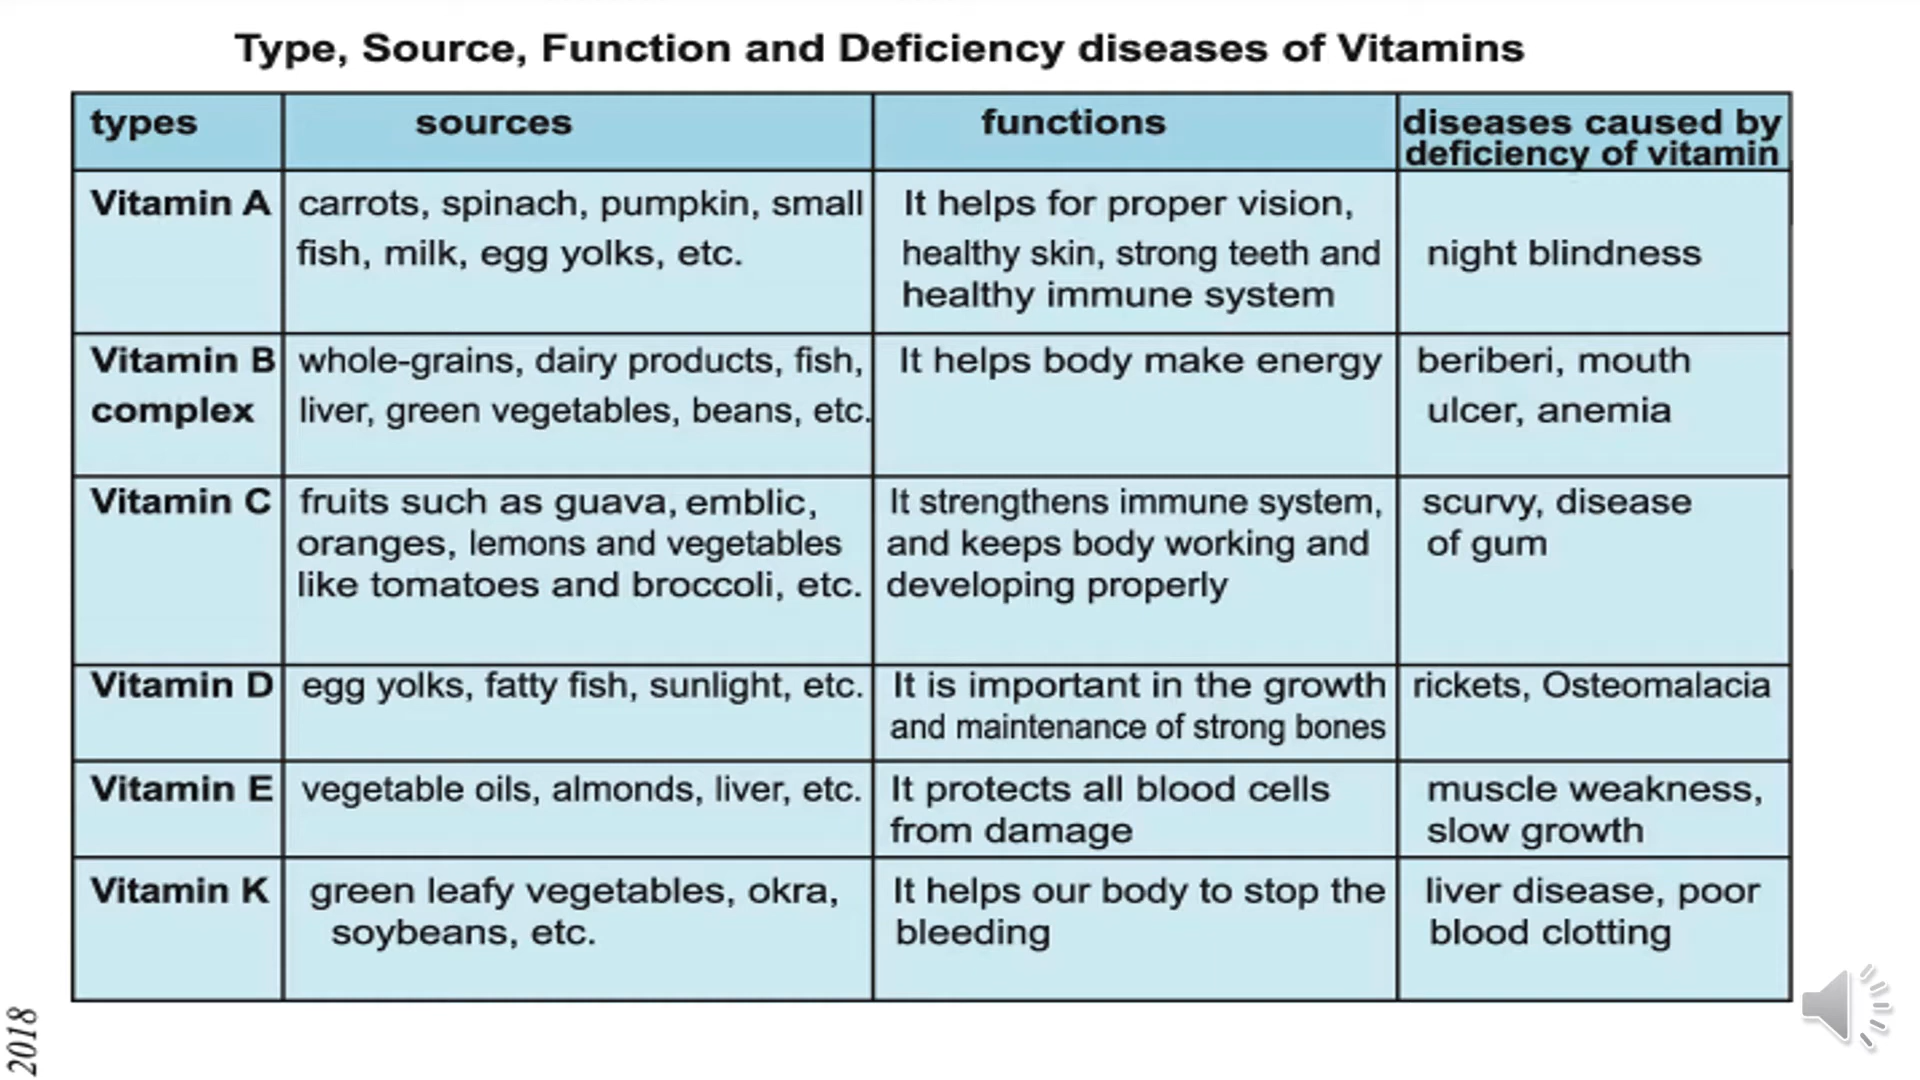 Type, Source, Function and Deficiency diseases of Vitamins
types sources functions diseases caused by
deficiency of vitamin
Vitamin A carrots, spinach, pumpkin, small It helps for proper vision,
fish, milk, egg yolks, etc. healthy skin, strong teeth and night blindness
healthy immune system
Vitamin B whole-grains, dairy products, fish, It helps body make energy beriberi, mouth
complex liver, green vegetables, beans, etc. ulcer, anemia
Vitamin C fruits such as guava, emblic, It strengthens immune system, scurvy, disease
oranges, lemons and vegetables and keeps body working and of gum
like tomatoes and broccoli, etc. developing properly
Vitamin D egg yolks, fatty fish, sunlight, etc. It is important in the growth rickets, Osteomalacia
and maintenance of strong bones
Vitamin E vegetable oils, almonds, liver, etc. It protects all blood cells muscle weakness,
from damage slow growth
Vitamin K green leafy vegetables, okra, It helps our body to stop the liver disease, poor
soybeans, etc. bleeding blood clotting
2018